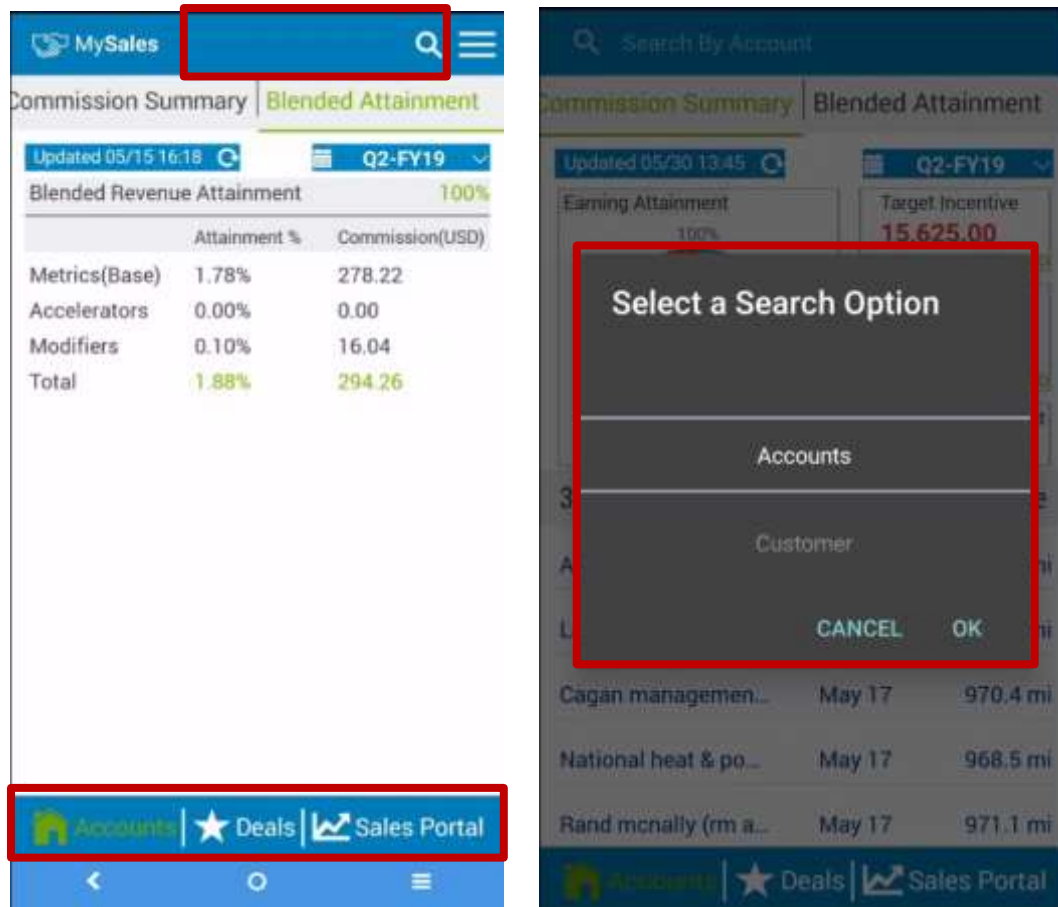 MySales
Commission Summary
Blended Attainment
Updated 05/15 16:18
Q2-FY19
Blended Revenue Attainment
100%
Attainment %
Commission(USD)
Metrics(Base) 1.78% 278.22
Accelerators 0.00% 0.00
Modifiers 0.10% 16.04
Total 1.88% 294.26
Accounts
Deals
Sales Portal
Search By Account
Commission Summary
Blended Attainment
Updated 05/30 13:45
Q2-FY19
Earning Attainment
100%
Target Incentive
15,625.00
Select a Search Option
Accounts
Customer
CANCEL
OK
3
A
mi
L
mi
Cagan managemen... May 17 970.4 mi
National heat & po... May 17 968.5 mi
Rand mcnally (rm a... May 17 971.1 mi
Accounts
Deals
Sales Portal